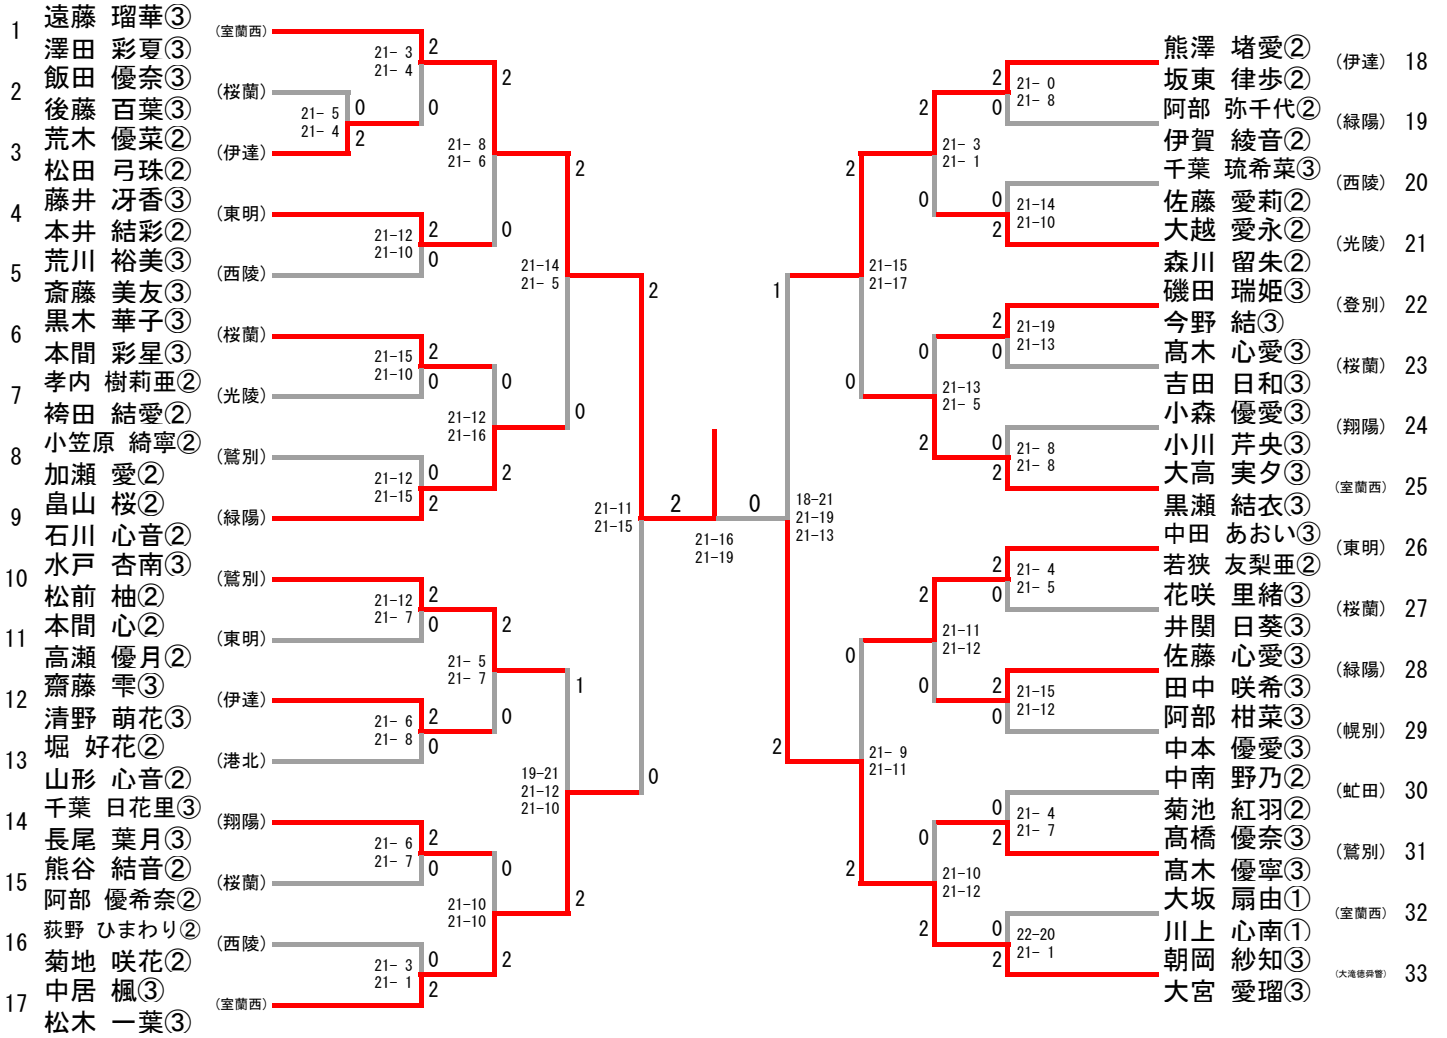 1 遠藤 瑠華③ (室蘭西)
澤田 彩夏③
2 飯田 優奈③ (桜蘭)
後藤 百葉③
3 荒木 優菜② (伊達)
松田 弓珠②
4 藤井 冴香③ (東明)
本井 結彩②
5 荒川 裕美③ (西陵)
斎藤 美友③
6 黒木 華子③ (桜蘭)
本間 彩星③
7 孝内 樹莉亜② (光陵)
袴田 結愛②
8 小笠原 綺寧② (鷲別)
加瀬 愛②
9 畠山 桜② (緑陽)
石川 心音②
10 水戸 杏南③ (鷲別)
松前 柚②
11 本間 心② (東明)
高瀬 優月②
12 齋藤 雫③ (伊達)
清野 萌花③
13 堀 好花② (港北)
山形 心音②
14 千葉 日花里③ (翔陽)
長尾 葉月③
15 熊谷 結音② (桜蘭)
阿部 優希奈②
16 荻野 ひまわり② (西陵)
菊地 咲花②
17 中居 楓③ (室蘭西)
松木 一葉③
21- 5
21- 4
0
2
21- 3
21- 4
2
0
21-12
21-10
2
0
21-15
21-10
2
0
21-12
21-15
0
2
21-12
21- 7
2
0
21- 6
21- 8
2
0
21- 6
21- 7
2
0
21- 3
21- 1
0
2
21- 8
21- 6
2
0
21-12
21-16
0
2
21- 5
21- 7
2
0
21-10
21-10
0
2
21-14
21- 5
2
0
19-21
21-12
21-10
1
2
21-11
21-15
2
0
2 0
21-16
21-19
18-21
21-19
21-13
1
2
21-15
21-17
2
0
21- 9
21-11
0
2
21- 3
21- 1
2
0
21-13
21- 5
0
2
21-11
21-12
2
0
21-10
21-12
0
2
21- 0
21- 8
2
0
21-14
21-10
0
2
21-19
21-13
2
0
21- 8
21- 8
0
2
21- 4
21- 5
2
0
21-15
21-12
2
0
21- 4
21- 7
0
2
22-20
21- 1
0
2
熊澤 堵愛② (伊達) 18
坂東 律歩②
阿部 弥千代② (緑陽) 19
伊賀 綾音②
千葉 琉希菜③ (西陵) 20
佐藤 愛莉②
大越 愛永② (光陵) 21
森川 留朱②
磯田 瑞姫③ (登別) 22
今野 結③
髙木 心愛③ (桜蘭) 23
吉田 日和③
小森 優愛③ (翔陽) 24
小川 芹央③
大高 実夕③ (室蘭西) 25
黒瀬 結衣③
中田 あおい③ (東明) 26
若狭 友梨亜②
花咲 里緒③ (桜蘭) 27
井関 日葵③
佐藤 心愛③ (緑陽) 28
田中 咲希③
阿部 柑菜③ (幌別) 29
中本 優愛③
中南 野乃② (虻田) 30
菊池 紅羽②
髙橋 優奈③ (鷲別) 31
髙木 優寧③
大坂 扇由① (室蘭西) 32
川上 心南①
朝岡 紗知③ (大滝徳舜瞥) 33
大宮 愛瑠③